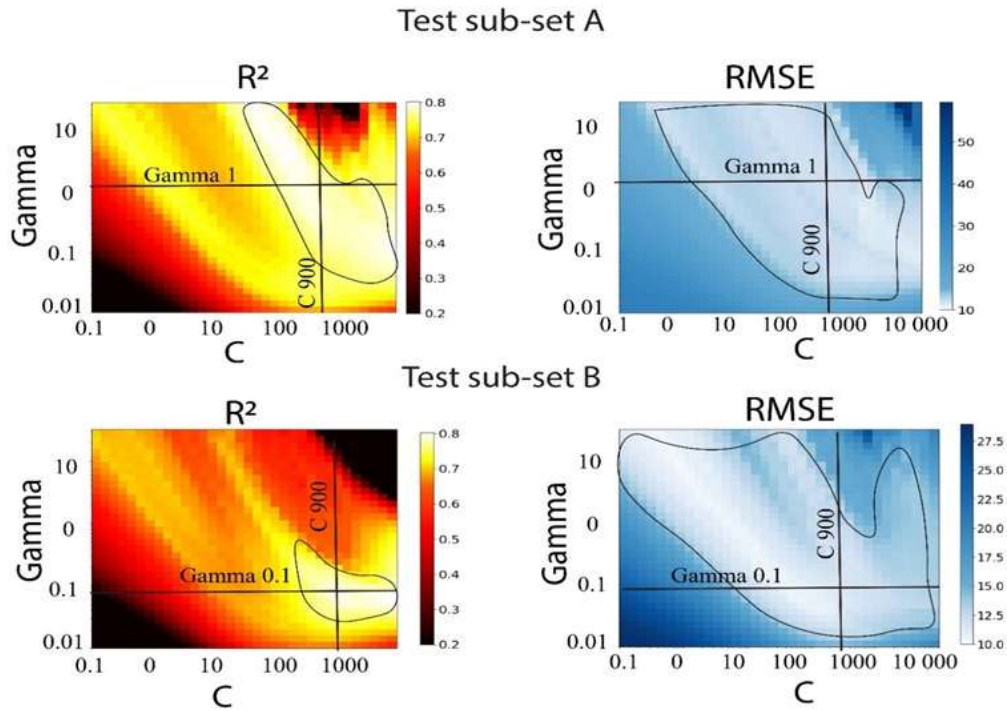 Test sub-set A
R²
RMSE
Gamma
10
0
0.1
0.01
Gamma 1
C 900
0.1 0 10 100 1000
C
0.8
0.7
0.6
0.5
0.4
0.3
0.2
Gamma
10
0
0.1
0.01
Gamma 1
C 900
0.1 0 10 100 1000 10 000
C
50
40
30
20
10
Test sub-set B
R²
RMSE
Gamma
10
0
0.1
0.01
Gamma 0.1
C 900
0.1 0 10 100 1000
C
0.8
0.7
0.6
0.5
0.4
0.3
0.2
Gamma
10
0
0.1
0.01
Gamma 0.1
C 900
0.1 0 10 100 1000 10 000
C
27.5
25.0
22.5
20.0
17.5
15.0
12.5
10.0